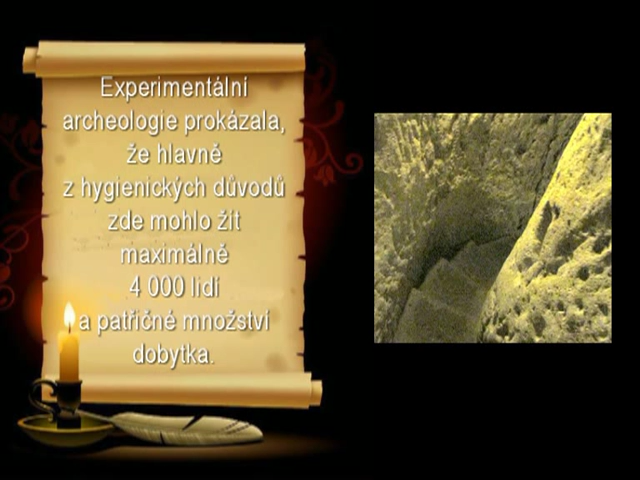 Experimentální
archeologie prokázala,
že hlavně
z hygienických důvodů
zde mohlo žít
maximálně
4 000 lidí
a patřičné množství
dobytka.